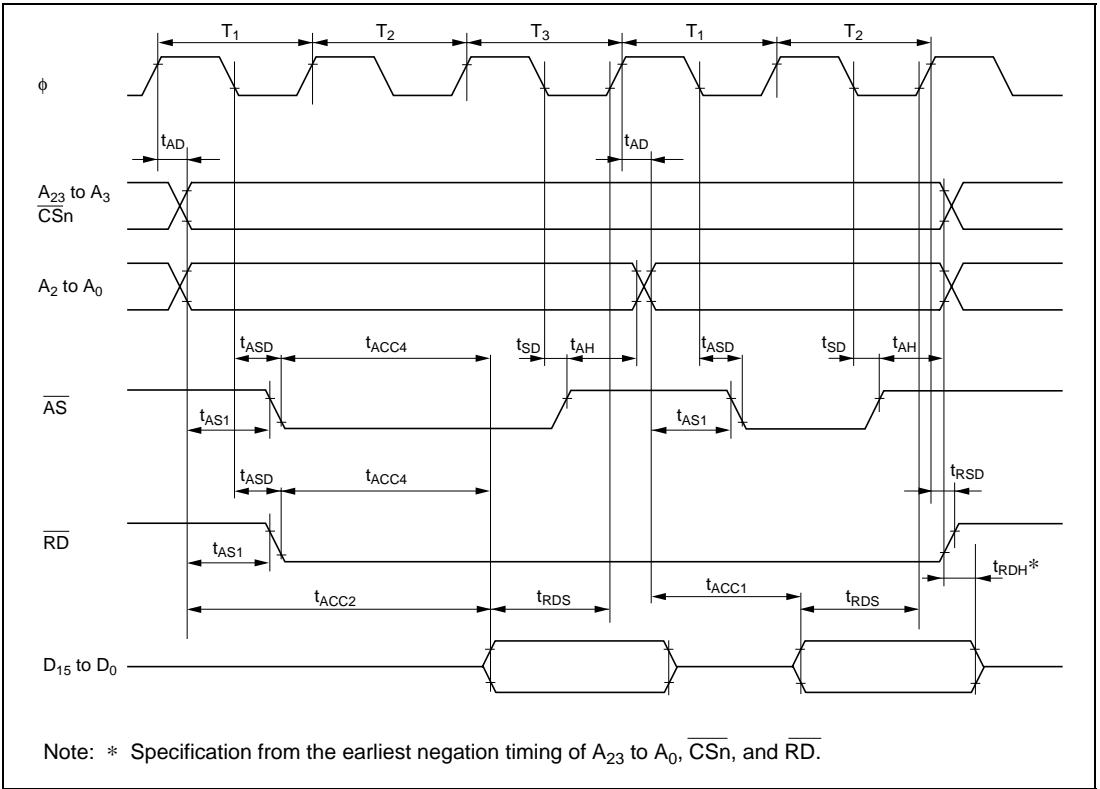 T1 T2 T3 T1 T2
ϕ
tAD tAD
A23 to A3
CSn
A2 to A0
tASD tACC4 tSD tAH tASD tSD tAH
AS
tAS1 tAS1
tASD tACC4 tRSD
RD
tAS1 tRDH*
tACC2 tRDS tACC1 tRDS
D15 to D0
Note: * Specification from the earliest negation timing of A23 to A0, CSn, and RD.